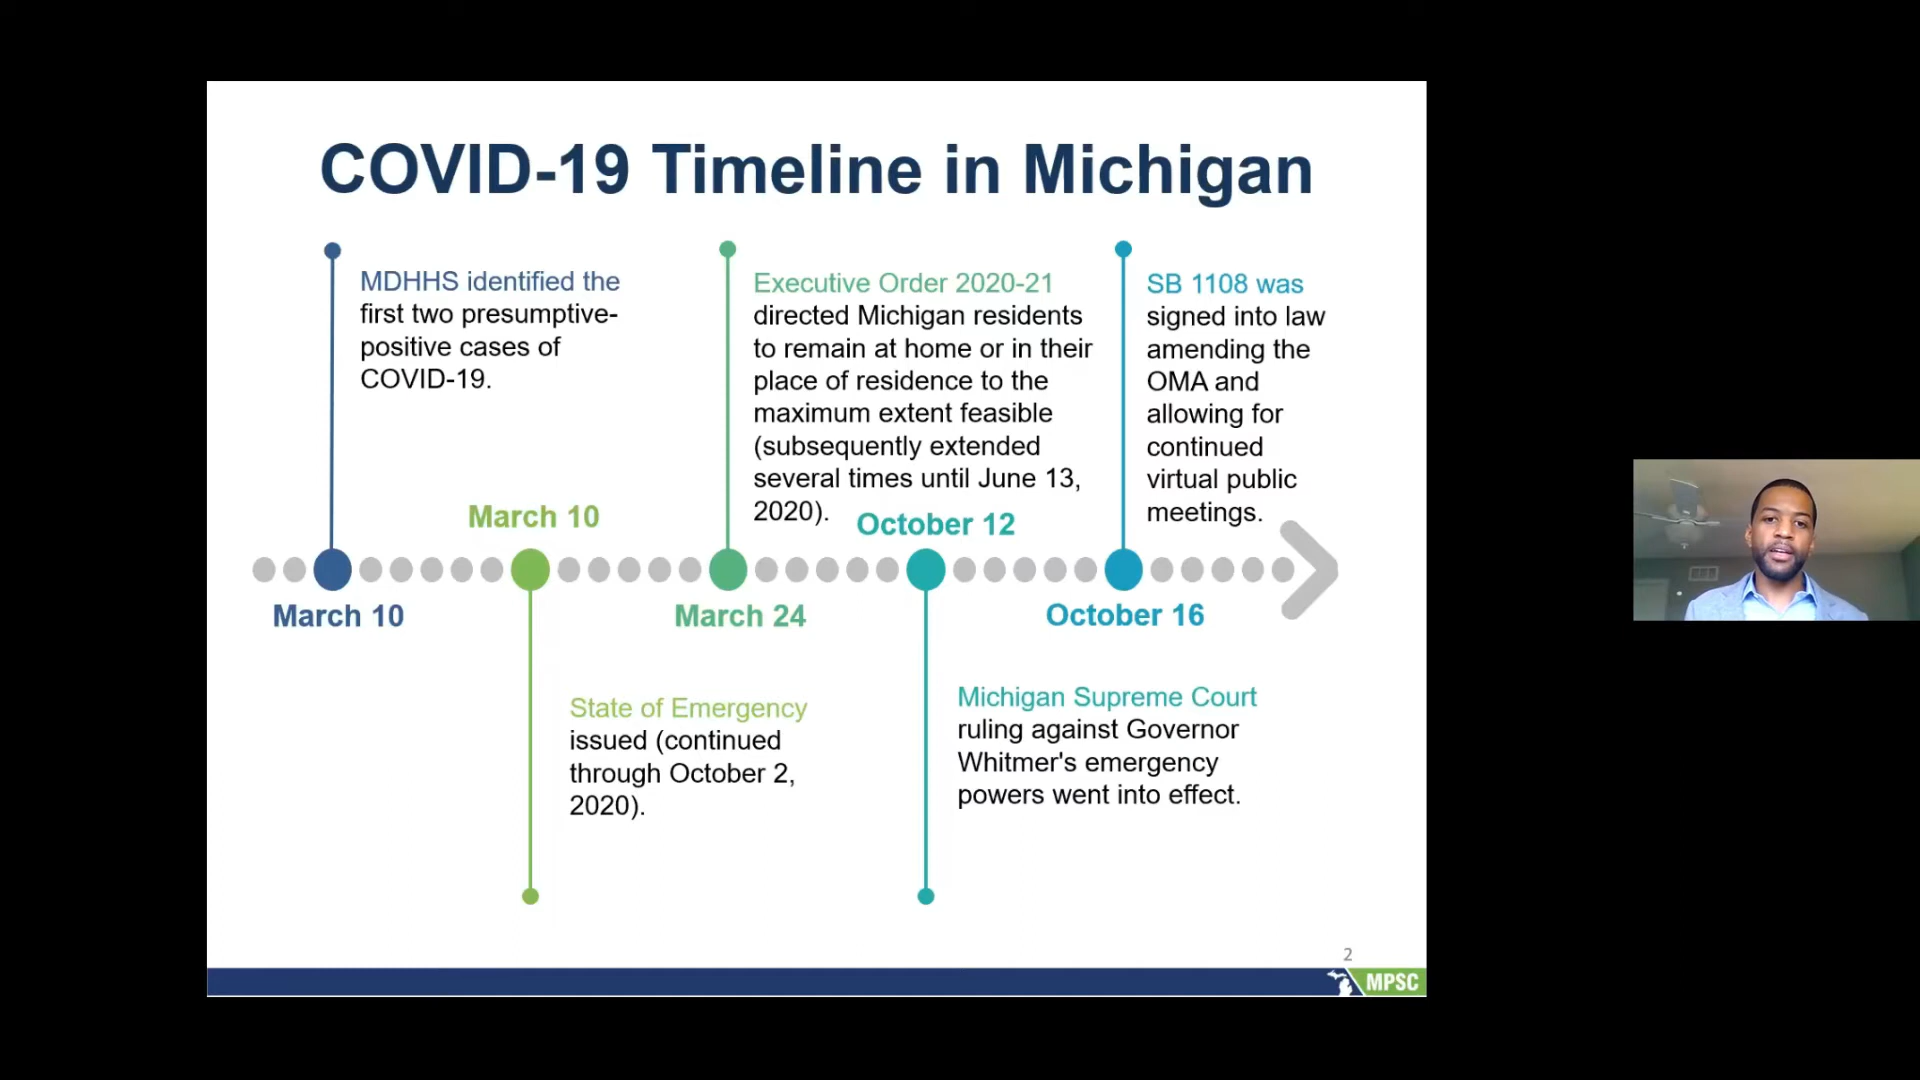 COVID-19 Timeline in Michigan
MDHHS identified the
first two presumptive-
positive cases of
COVID-19.
March 10
March 10
State of Emergency
issued (continued
through October 2,
2020).
Executive Order 2020-21
directed Michigan residents
to remain at home or in their
place of residence to the
maximum extent feasible
(subsequently extended
several times until June 13,
2020).
March 24
October 12
Michigan Supreme Court
ruling against Governor
Whitmer's emergency
powers went into effect.
SB 1108 was
signed into law
amending the
OMA and
allowing for
continued
virtual public
meetings.
October 16
2
MPSC